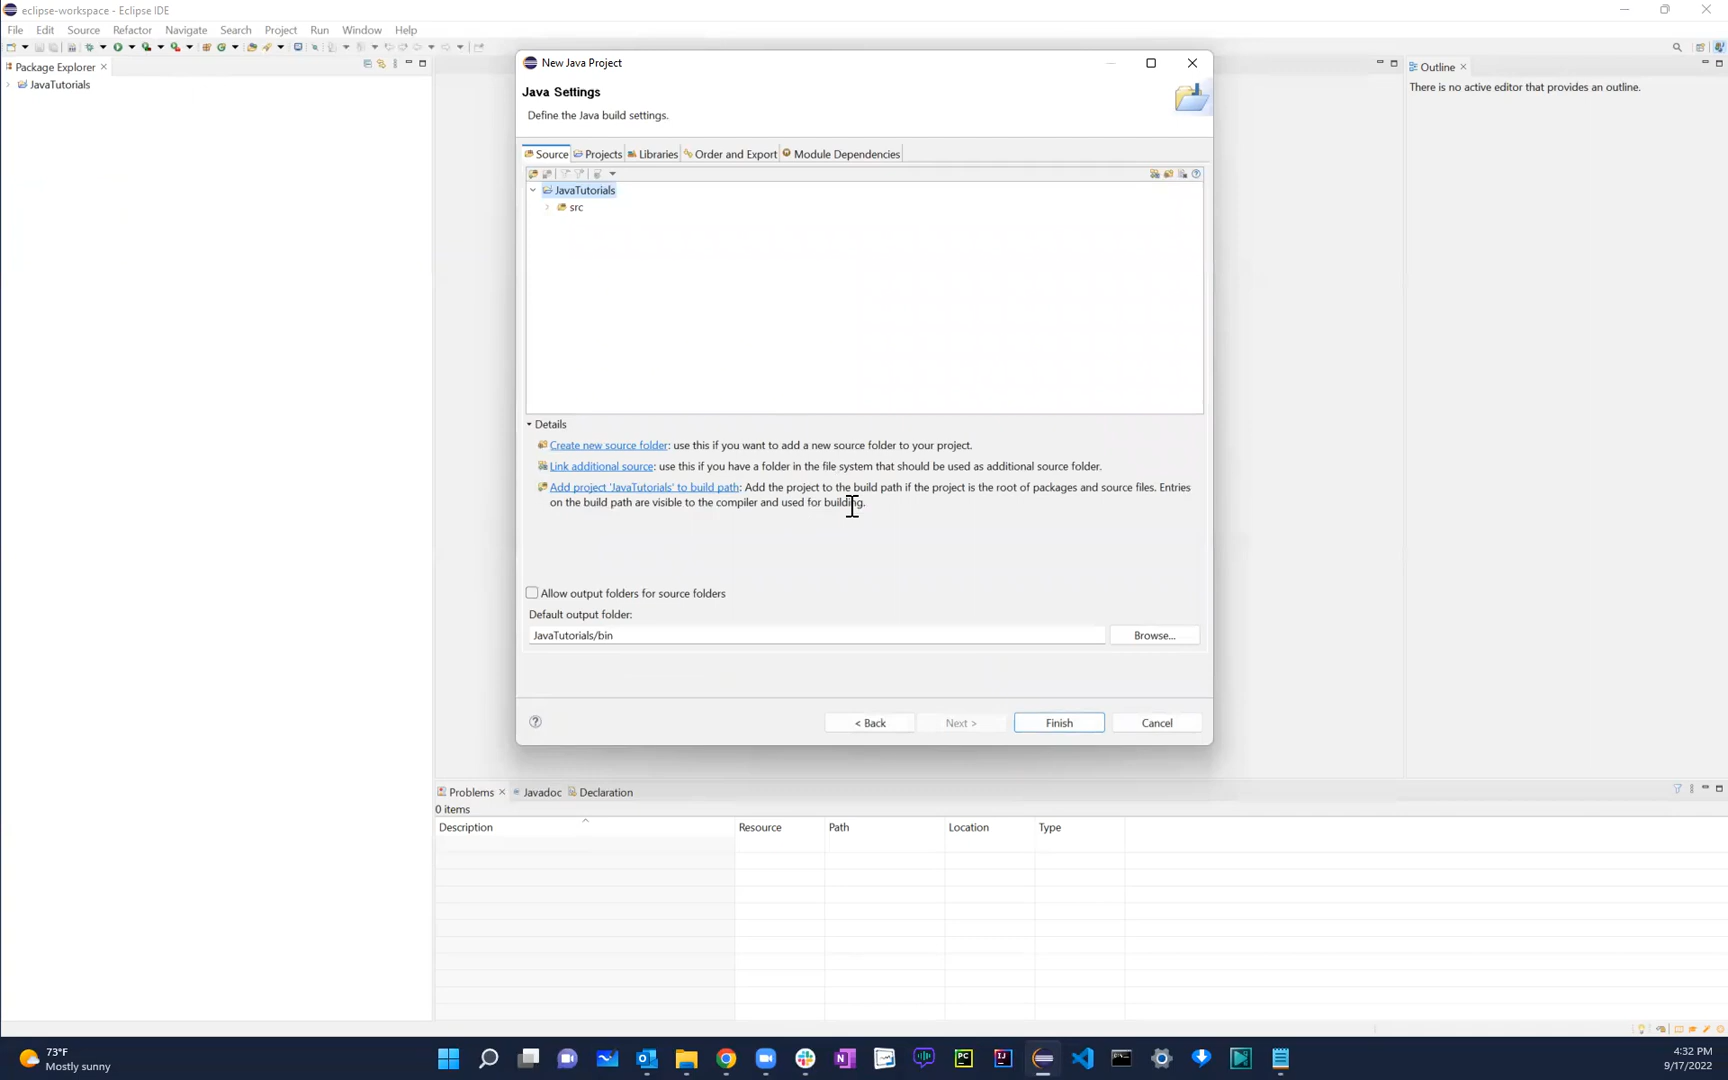 eclipse-workspace - Eclipse IDE
File Edit Source Refactor Navigate Search Project Run Window Help
Package Explorer
JavaTutorials
New Java Project
Java Settings
Define the Java build settings.
Source Projects Libraries Order and Export Module Dependencies
JavaTutorials
src
Details
Create new source folder: use this if you want to add a new source folder to your project.
Link additional source: use this if you have a folder in the file system that should be used as additional source folder.
Add project 'JavaTutorials' to build path: Add the project to the build path if the project is the root of packages and source files. Entries
on the build path are visible to the compiler and used for building.
Allow output folders for source folders
Default output folder:
JavaTutorials/bin Browse...
< Back Next > Finish Cancel
Outline
There is no active editor that provides an outline.
Problems Javadoc Declaration
0 items
Description Resource Path Location Type
73°F
Mostly sunny
PC
IJ
4:32 PM
9/17/2022